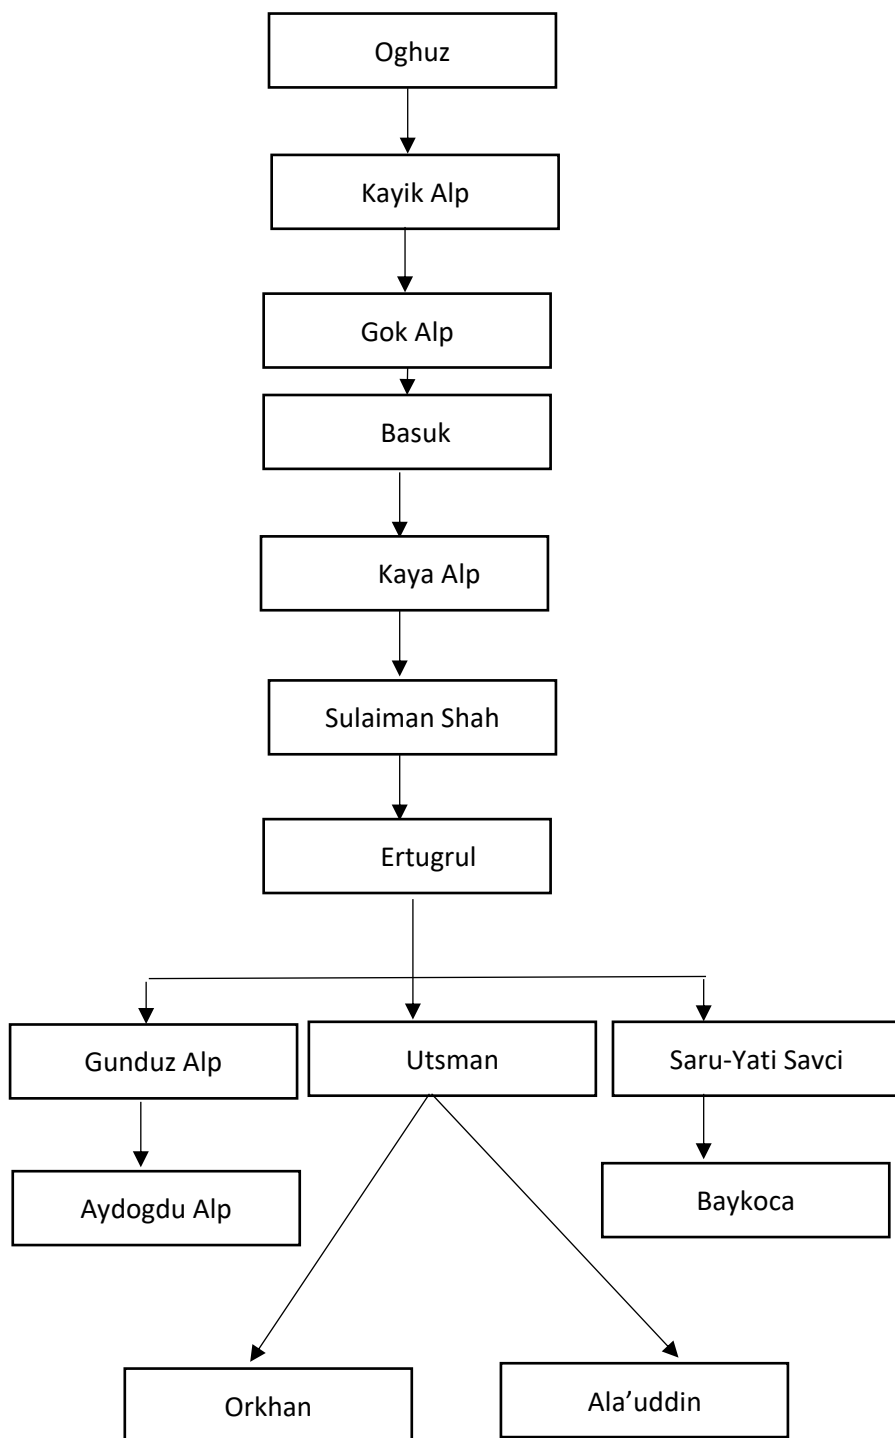 Oghuz
Kayik Alp
Gok Alp
Basuk
Kaya Alp
Sulaiman Shah
Ertugrul
Gunduz Alp
Utsman
Saru-Yati Savci
Aydogdu Alp
Baykoca
Orkhan
Ala’uddin